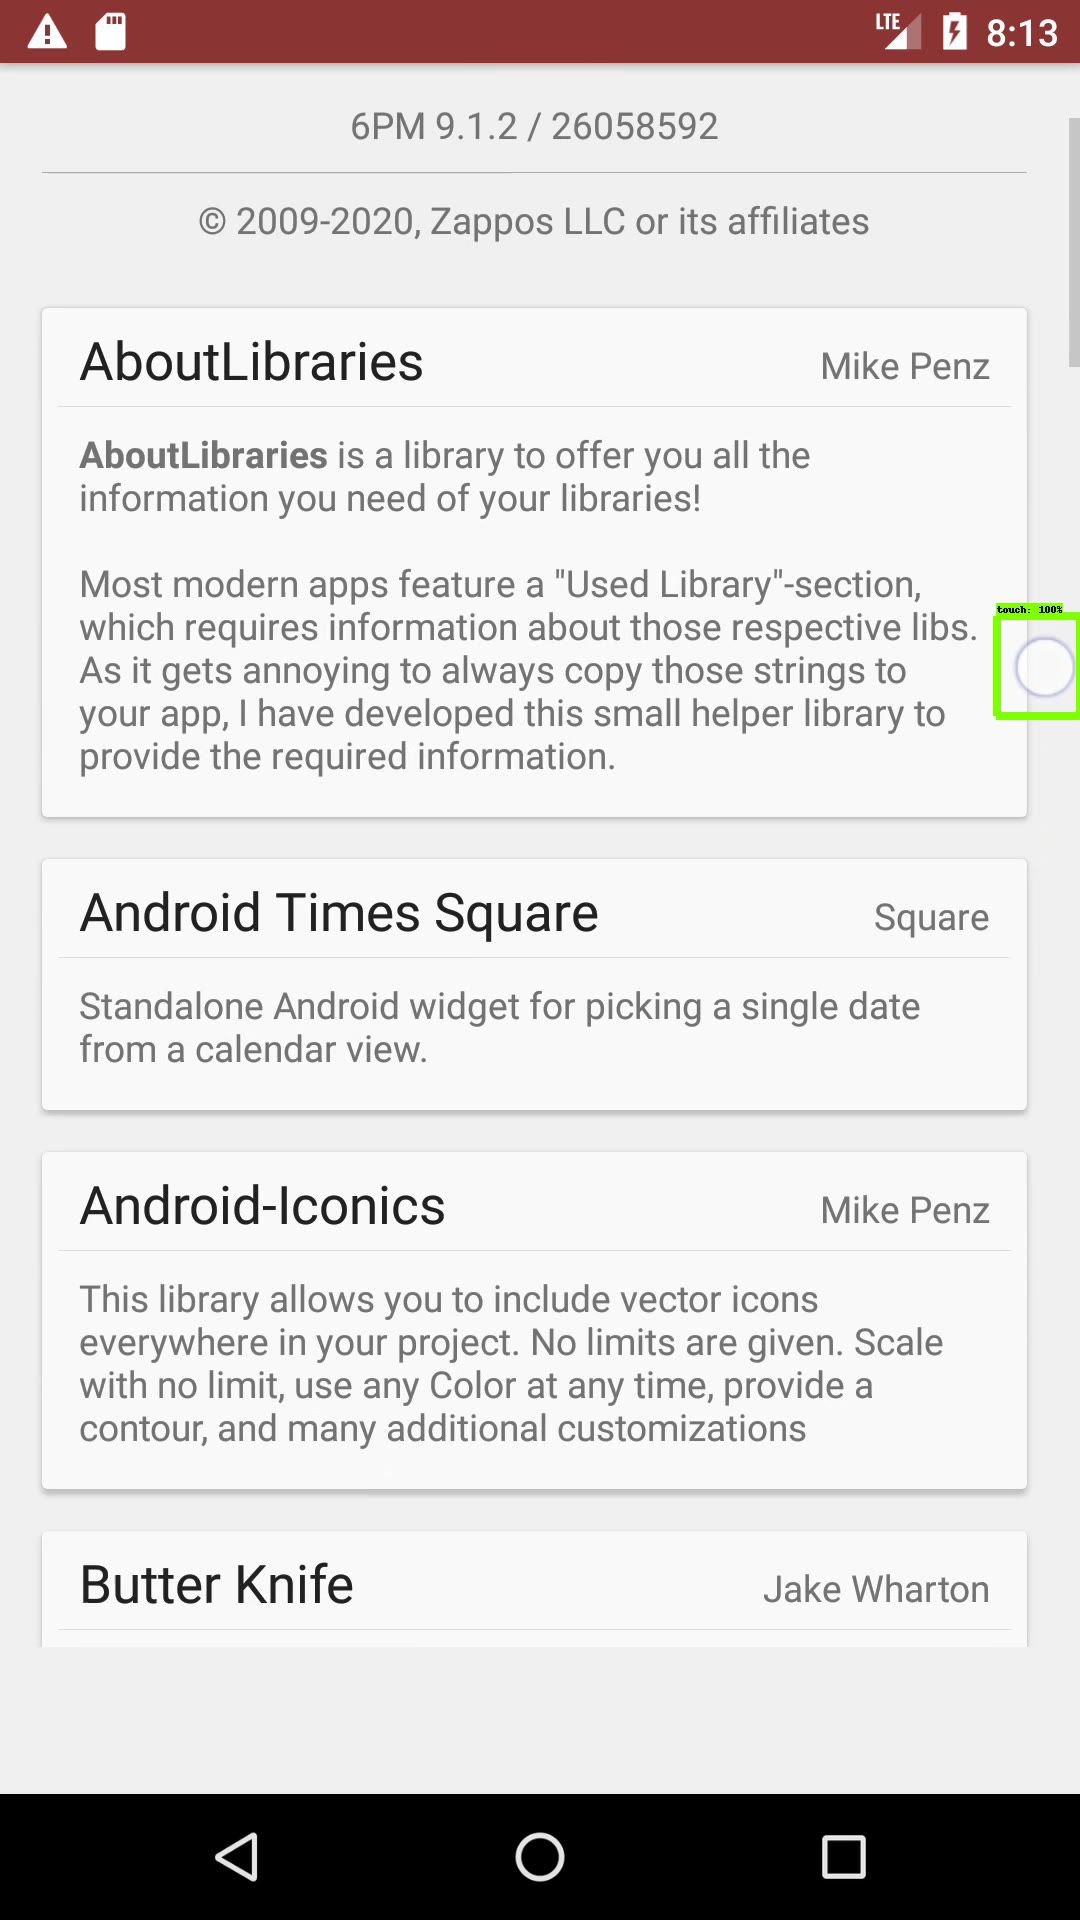 LTE 8:13
6PM 9.1.2 / 26058592
© 2009-2020, Zappos LLC or its affiliates
AboutLibraries Mike Penz
AboutLibraries is a library to offer you all the
information you need of your libraries!
Most modern apps feature a "Used Library"-section,
which requires information about those respective libs.
As it gets annoying to always copy those strings to
your app, I have developed this small helper library to
provide the required information.
touch: 100%
Android Times Square Square
Standalone Android widget for picking a single date
from a calendar view.
Android-Iconics Mike Penz
This library allows you to include vector icons
everywhere in your project. No limits are given. Scale
with no limit, use any Color at any time, provide a
contour, and many additional customizations
Butter Knife Jake Wharton